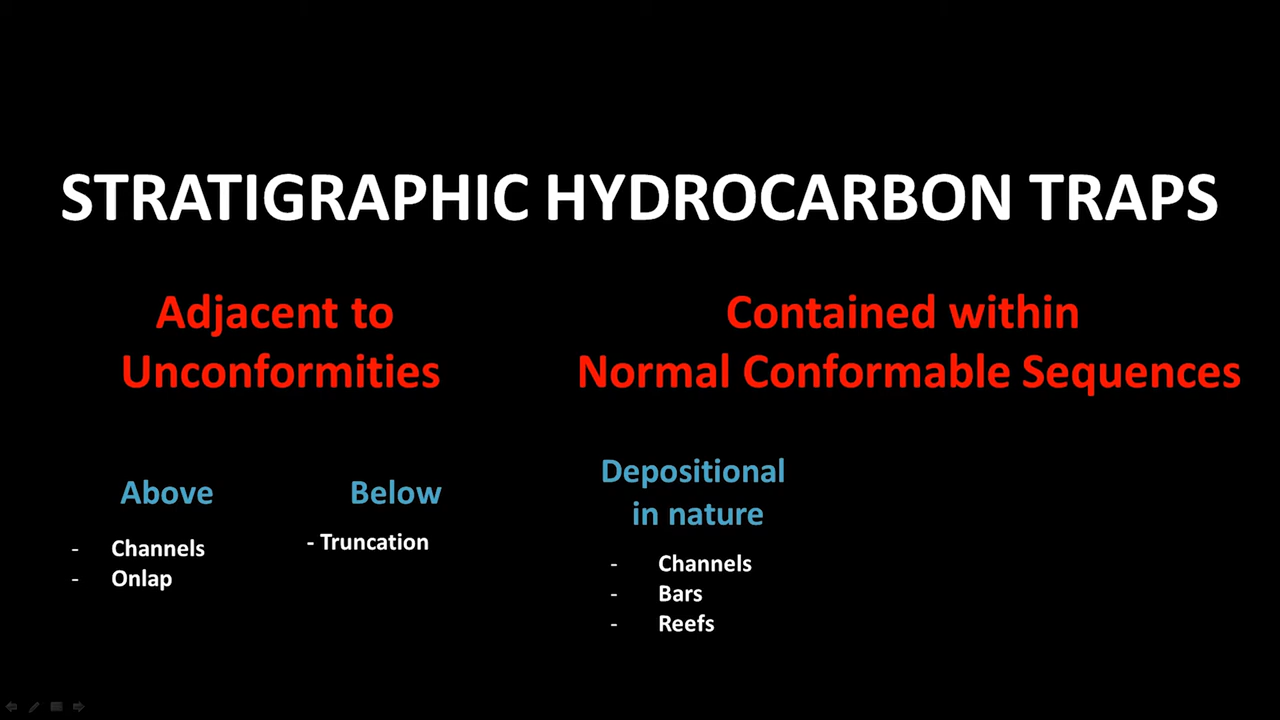 STRATIGRAPHIC HYDROCARBON TRAPS
Adjacent to
Unconformities
Above
- Channels
- Onlap
Below
- Truncation
Contained within
Normal Conformable Sequences
Depositional
in nature
- Channels
- Bars
- Reefs